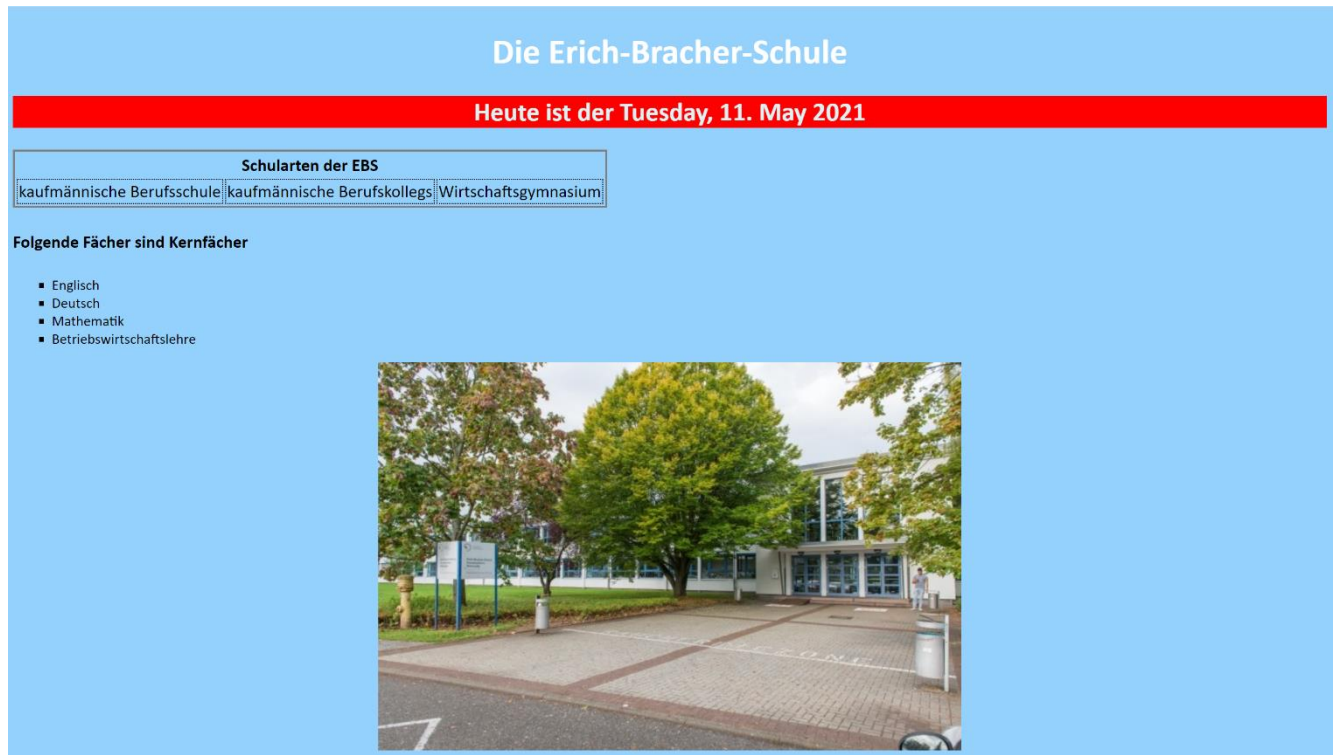 Die Erich-Bracher-Schule
Heute ist der Tuesday, 11. May 2021
Schularten der EBS
kaufmännische Berufsschule kaufmännische Berufskollegs Wirtschaftsgymnasium
Folgende Fächer sind Kernfächer
Englisch
Deutsch
Mathematik
Betriebswirtschaftslehre